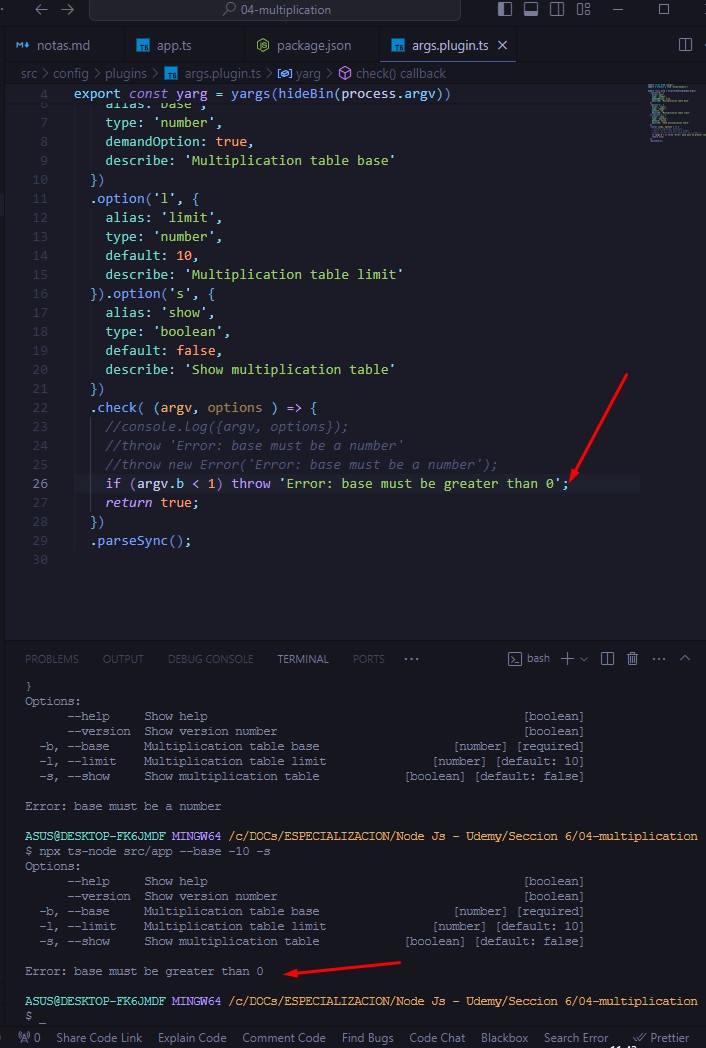 04-multiplication
notas.md
app.ts
package.json
args.plugin.ts
src > config > plugins > args.plugin.ts > yarg > check() callback
4 export const yarg = yargs(hideBin(process.argv))
6 alias: 'base',
7 type: 'number',
8 demandOption: true,
9 describe: 'Multiplication table base'
10 })
11 .option('l', {
12 alias: 'limit',
13 type: 'number',
14 default: 10,
15 describe: 'Multiplication table limit'
16 }).option('s', {
17 alias: 'show',
18 type: 'boolean',
19 default: false,
20 describe: 'Show multiplication table'
21 })
22 .check( (argv, options ) => {
23 //console.log({argv, options});
24 //throw 'Error: base must be a number'
25 //throw new Error('Error: base must be a number');
26 if (argv.b < 1) throw 'Error: base must be greater than 0';
27 return true;
28 })
29 .parseSync();
30
PROBLEMS OUTPUT DEBUG CONSOLE TERMINAL PORTS ··· bash
}
Options:
--help Show help [boolean]
--version Show version number [boolean]
-b, --base Multiplication table base [number] [required]
-l, --limit Multiplication table limit [number] [default: 10]
-s, --show Show multiplication table [boolean] [default: false]
Error: base must be a number
ASUS@DESKTOP-FK6JMDF MINGW64 /c/DOCs/ESPECIALIZACION/Node Js - Udemy/Seccion 6/04-multiplication
$ npx ts-node src/app --base -10 -s
Options:
--help Show help [boolean]
--version Show version number [boolean]
-b, --base Multiplication table base [number] [required]
-l, --limit Multiplication table limit [number] [default: 10]
-s, --show Show multiplication table [boolean] [default: false]
Error: base must be greater than 0
ASUS@DESKTOP-FK6JMDF MINGW64 /c/DOCs/ESPECIALIZACION/Node Js - Udemy/Seccion 6/04-multiplication
$ _
0 Share Code Link Explain Code Comment Code Find Bugs Code Chat Blackbox Search Error Prettier